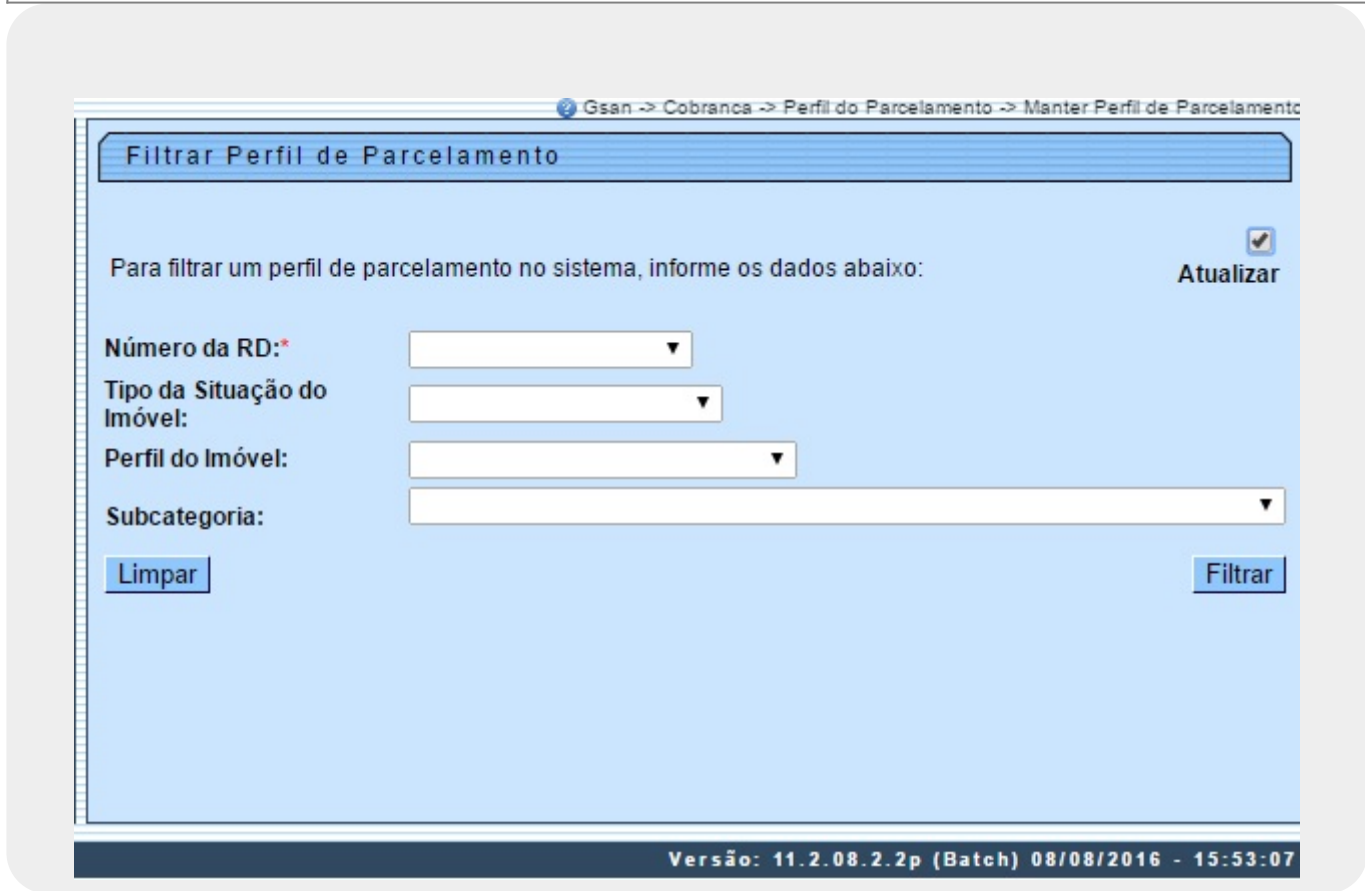 Gsan -> Cobranca -> Perfil do Parcelamento -> Manter Perfil de Parcelamento
Filtrar Perfil de Parcelamento
Para filtrar um perfil de parcelamento no sistema, informe os dados abaixo:
Atualizar
Número da RD:*
Tipo da Situação do
Imóvel:
Perfil do Imóvel:
Subcategoria:
Limpar
Filtrar
Versão: 11.2.08.2.2p (Batch) 08/08/2016 - 15:53:07